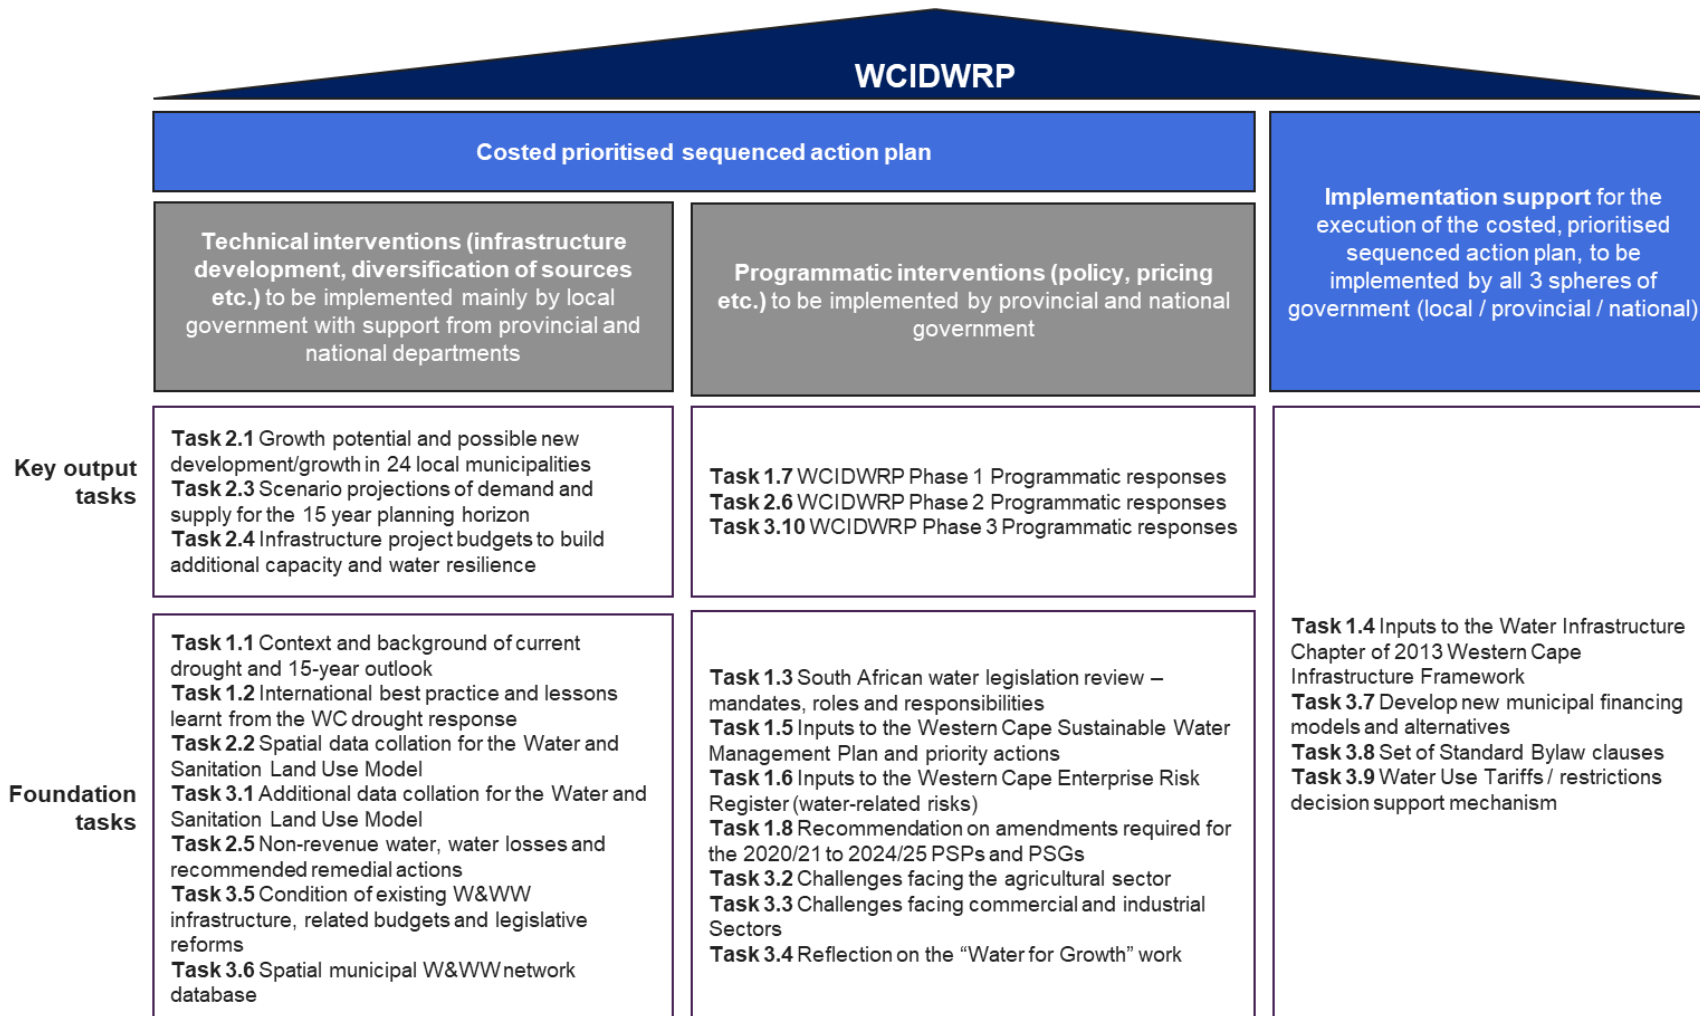 WCIDWRP
Costed prioritised sequenced action plan
Technical interventions (infrastructure
development, diversification of sources
etc.) to be implemented mainly by local
government with support from provincial and
national departments
Programmatic interventions (policy, pricing
etc.) to be implemented by provincial and national
government
Implementation support for the
execution of the costed, prioritised
sequenced action plan, to be
implemented by all 3 spheres of
government (local / provincial / national)
Key output
tasks
Task 2.1 Growth potential and possible new
development/growth in 24 local municipalities
Task 2.3 Scenario projections of demand and
supply for the 15 year planning horizon
Task 2.4 Infrastructure project budgets to build
additional capacity and water resilience
Task 1.7 WCIDWRP Phase 1 Programmatic responses
Task 2.6 WCIDWRP Phase 2 Programmatic responses
Task 3.10 WCIDWRP Phase 3 Programmatic responses
Foundation
tasks
Task 1.1 Context and background of current
drought and 15-year outlook
Task 1.2 International best practice and lessons
learnt from the WC drought response
Task 2.2 Spatial data collation for the Water and
Sanitation Land Use Model
Task 3.1 Additional data collation for the Water and
Sanitation Land Use Model
Task 2.5 Non-revenue water, water losses and
recommended remedial actions
Task 3.5 Condition of existing W&WW
infrastructure, related budgets and legislative
reforms
Task 3.6 Spatial municipal W&WW network
database
Task 1.3 South African water legislation review –
mandates, roles and responsibilities
Task 1.5 Inputs to the Western Cape Sustainable Water
Management Plan and priority actions
Task 1.6 Inputs to the Western Cape Enterprise Risk
Register (water-related risks)
Task 1.8 Recommendation on amendments required for
the 2020/21 to 2024/25 PSPs and PSGs
Task 3.2 Challenges facing the agricultural sector
Task 3.3 Challenges facing commercial and industrial
Sectors
Task 3.4 Reflection on the “Water for Growth” work
Task 1.4 Inputs to the Water Infrastructure
Chapter of 2013 Western Cape
Infrastructure Framework
Task 3.7 Develop new municipal financing
models and alternatives
Task 3.8 Set of Standard Bylaw clauses
Task 3.9 Water Use Tariffs / restrictions
decision support mechanism